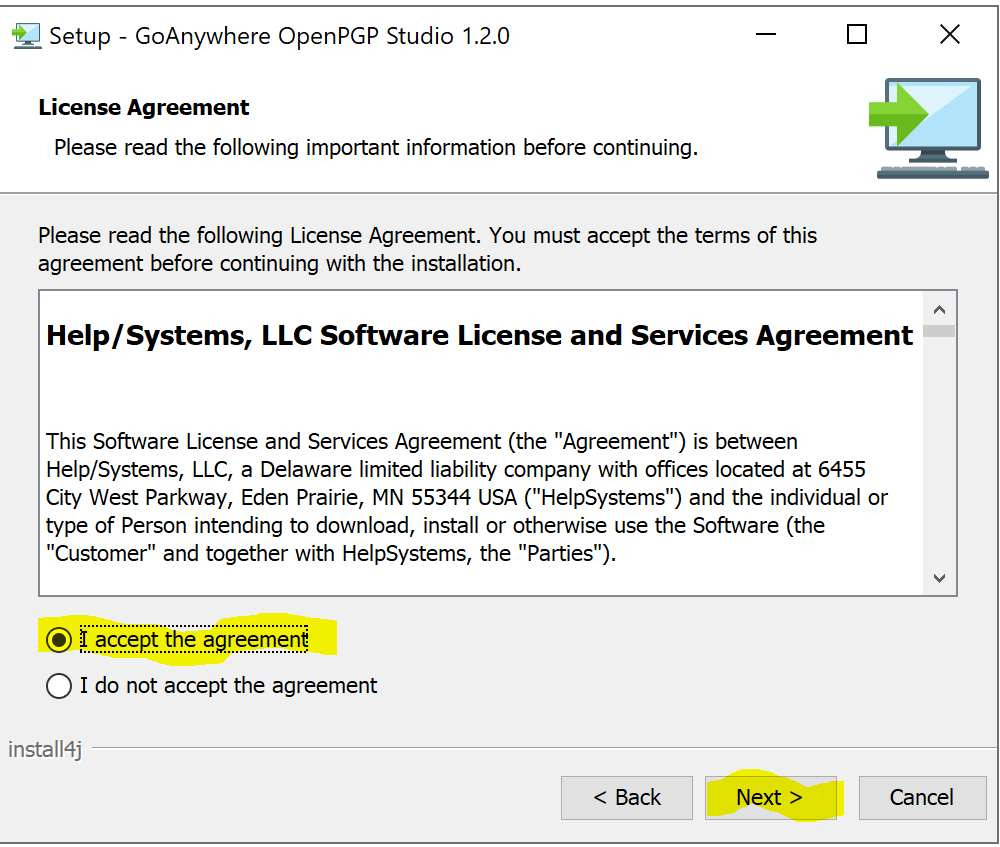 Setup - GoAnywhere OpenPGP Studio 1.2.0
License Agreement
Please read the following important information before continuing.
Please read the following License Agreement. You must accept the terms of this
agreement before continuing with the installation.
Help/Systems, LLC Software License and Services Agreement
This Software License and Services Agreement (the "Agreement") is between
Help/Systems, LLC, a Delaware limited liability company with offices located at 6455
City West Parkway, Eden Prairie, MN 55344 USA ("HelpSystems") and the individual or
type of Person intending to download, install or otherwise use the Software (the
"Customer" and together with HelpSystems, the "Parties").
I accept the agreement
I do not accept the agreement
install4j
< Back
Next >
Cancel